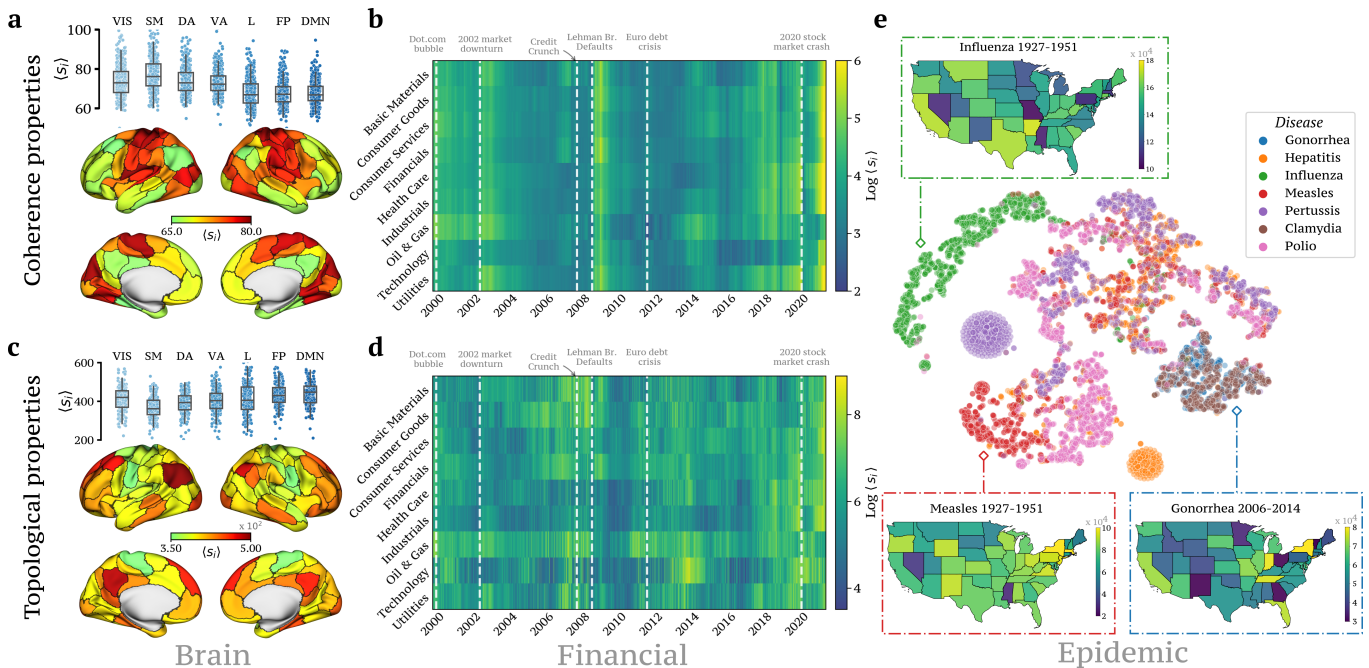 a
VIS SM DA VA L FP DMN
100
80
60
⟨sᵢ⟩
Coherence properties
65.0 80.0
⟨sᵢ⟩
b
Dot.com bubble
2002 market downturn
Credit Crunch
Lehman Br. Defaults
Euro debt crisis
2020 stock market crash
Basic Materials
Consumer Goods
Consumer Services
Financials
Health Care
Industrials
Oil & Gas
Technology
Utilities
2000 2002 2004 2006 2008 2010 2012 2014 2016 2018 2020
6
5
4
3
2
Log ⟨sᵢ⟩
c
VIS SM DA VA L FP DMN
600
400
200
⟨sᵢ⟩
Topological properties
x 10²
3.50 5.00
⟨sᵢ⟩
Brain
d
Dot.com bubble
2002 market downturn
Credit Crunch
Lehman Br. Defaults
Euro debt crisis
2020 stock market crash
Basic Materials
Consumer Goods
Consumer Services
Financials
Health Care
Industrials
Oil & Gas
Technology
Utilities
2000 2002 2004 2006 2008 2010 2012 2014 2016 2018 2020
8
6
4
Log ⟨sᵢ⟩
Financial
e
Influenza 1927-1951
x 10⁴
18
16
14
12
10
Disease
Gonorrhea
Hepatitis
Influenza
Measles
Pertussis
Clamydia
Polio
Measles 1927-1951
x 10⁴
10
8
6
4
2
Gonorrhea 2006-2014
x 10⁴
8
7
6
5
4
3
Epidemic